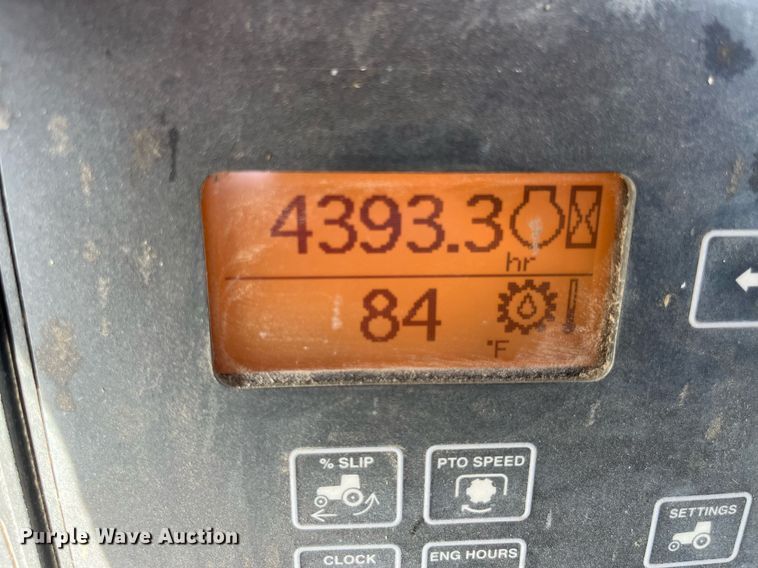 4393.3
hr
84
°F
% SLIP
PTO SPEED
SETTINGS
CLOCK
ENG HOURS
Purple Wave Auction